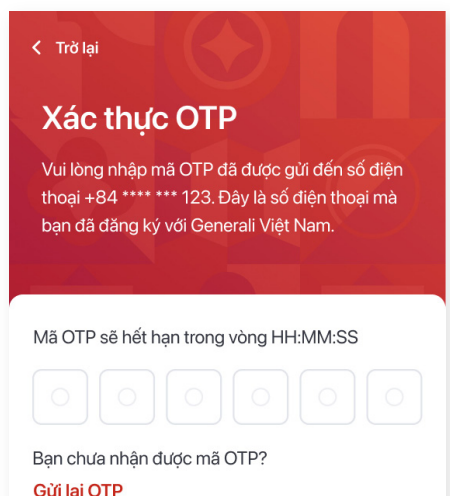 Trở lại
Xác thực OTP
Vui lòng nhập mã OTP đã được gửi đến số điện
thoại +84 **** *** 123. Đây là số điện thoại mà
bạn đã đăng ký với Generali Việt Nam.
Mã OTP sẽ hết hạn trong vòng HH:MM:SS
Bạn chưa nhận được mã OTP?
Gửi lại OTP